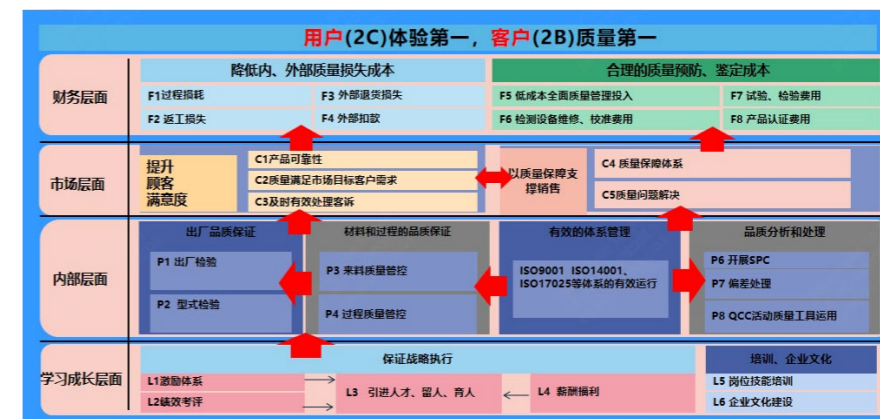 用户(2C)体验第一，客户(2B)质量第一
财务层面
降低内、外部质量损失成本
合理的质量预防、鉴定成本
F1过程损耗
F3 外部退货损失
F5 低成本全面质量管理投入
F7 试验、检验费用
F2 返工损失
F4 外部扣款
F6 检测设备维修、校准费用
F8 产品认证费用
市场层面
提升
顾客
满意度
C1产品可靠性
C2质量满足市场目标客户需求
C3及时有效处理客诉
以质量保障支
撑销售
C4 质量保障体系
C5质量问题解决
内部层面
出厂品质保证
材料和过程的品质保证
有效的体系管理
品质分析和处理
P1 出厂检验
P2 型式检验
P3 来料质量管控
P4 过程质量管控
ISO9001 ISO14001、
ISO17025等体系的有效运行
P6 开展SPC
P7 偏差处理
P8 QCC活动质量工具运用
学习成长层面
保证战略执行
培训、企业文化
L1激励体系
L2绩效考评
L3 引进人才、留人、育人
L4 薪酬福利
L5 岗位技能培训
L6 企业文化建设